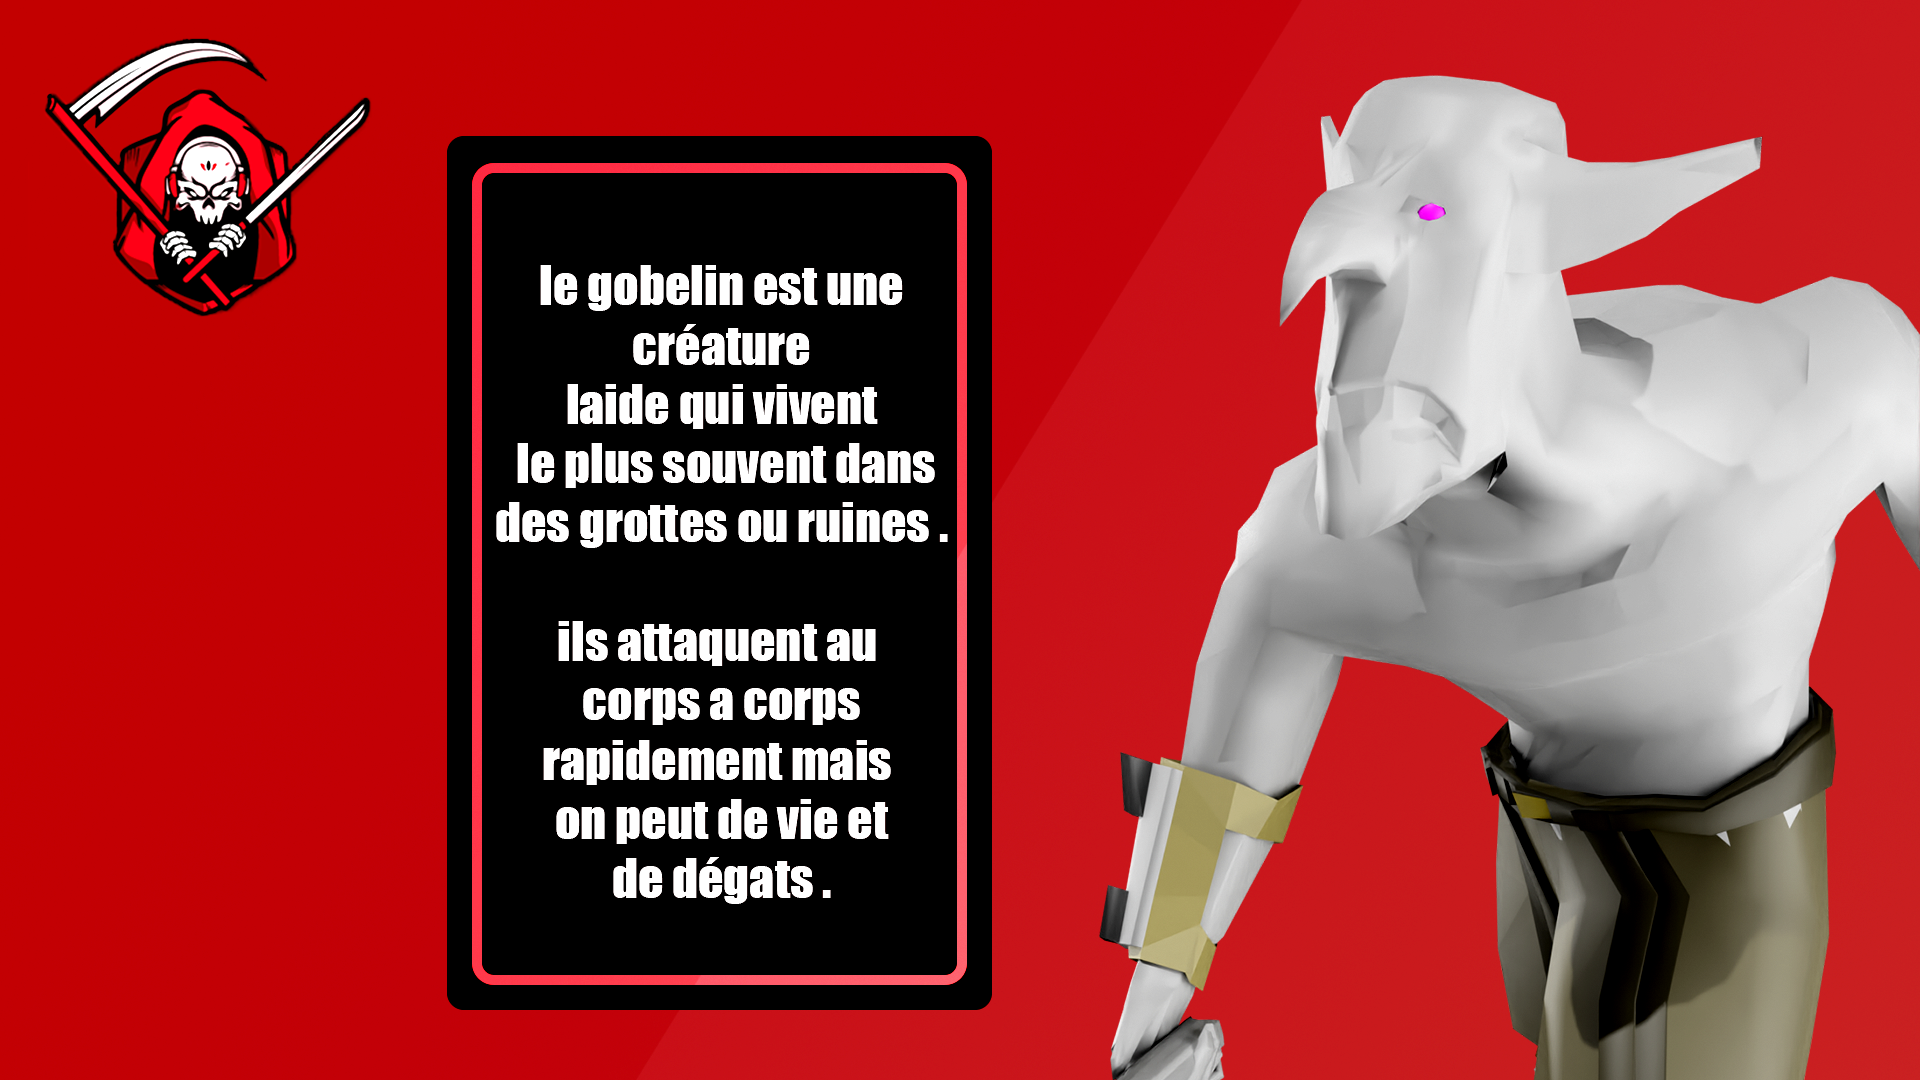 le gobelin est une
créature
laide qui vivent
le plus souvent dans
des grottes ou ruines .
ils attaquent au
corps a corps
rapidement mais
on peut de vie et
de dégats .